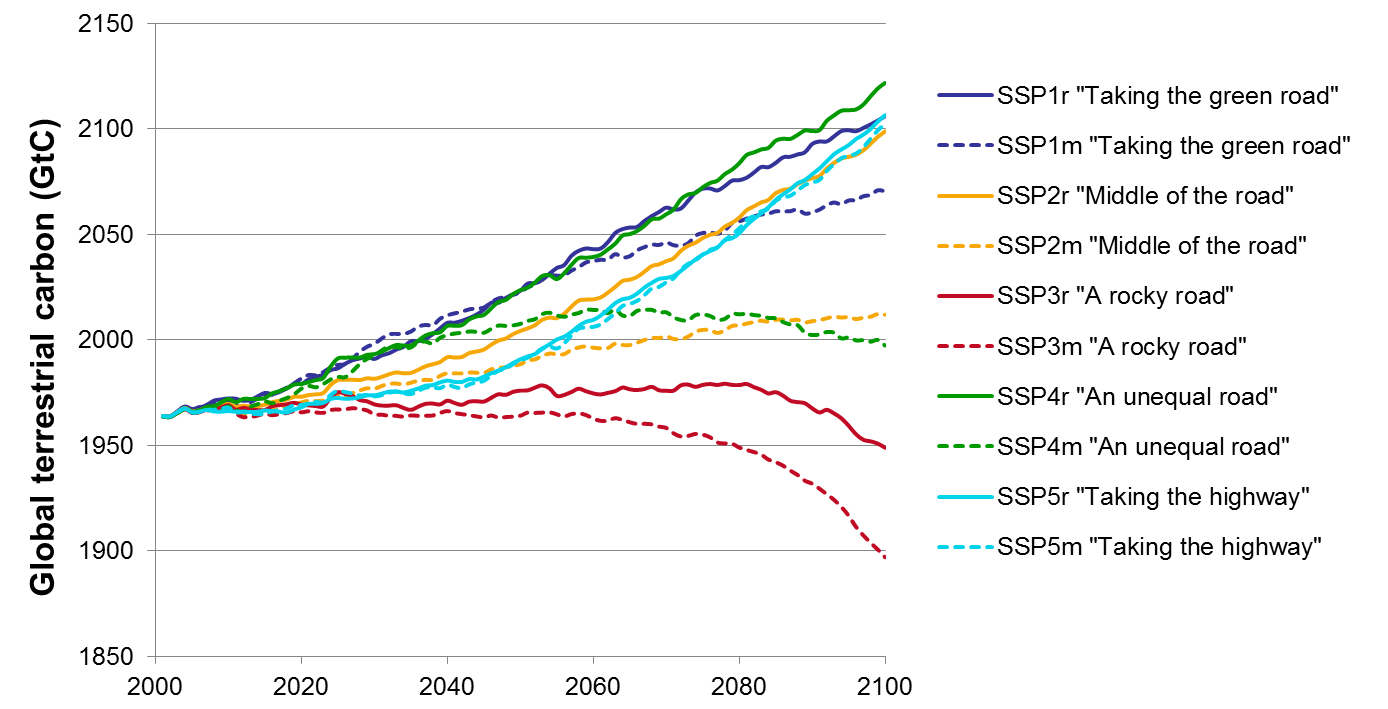 Global terrestrial carbon (GtC)
2150
2100
2050
2000
1950
1900
1850
2000
2020
2040
2060
2080
2100
SSP1r "Taking the green road"
SSP1m "Taking the green road"
SSP2r "Middle of the road"
SSP2m "Middle of the road"
SSP3r "A rocky road"
SSP3m "A rocky road"
SSP4r "An unequal road"
SSP4m "An unequal road"
SSP5r "Taking the highway"
SSP5m "Taking the highway"